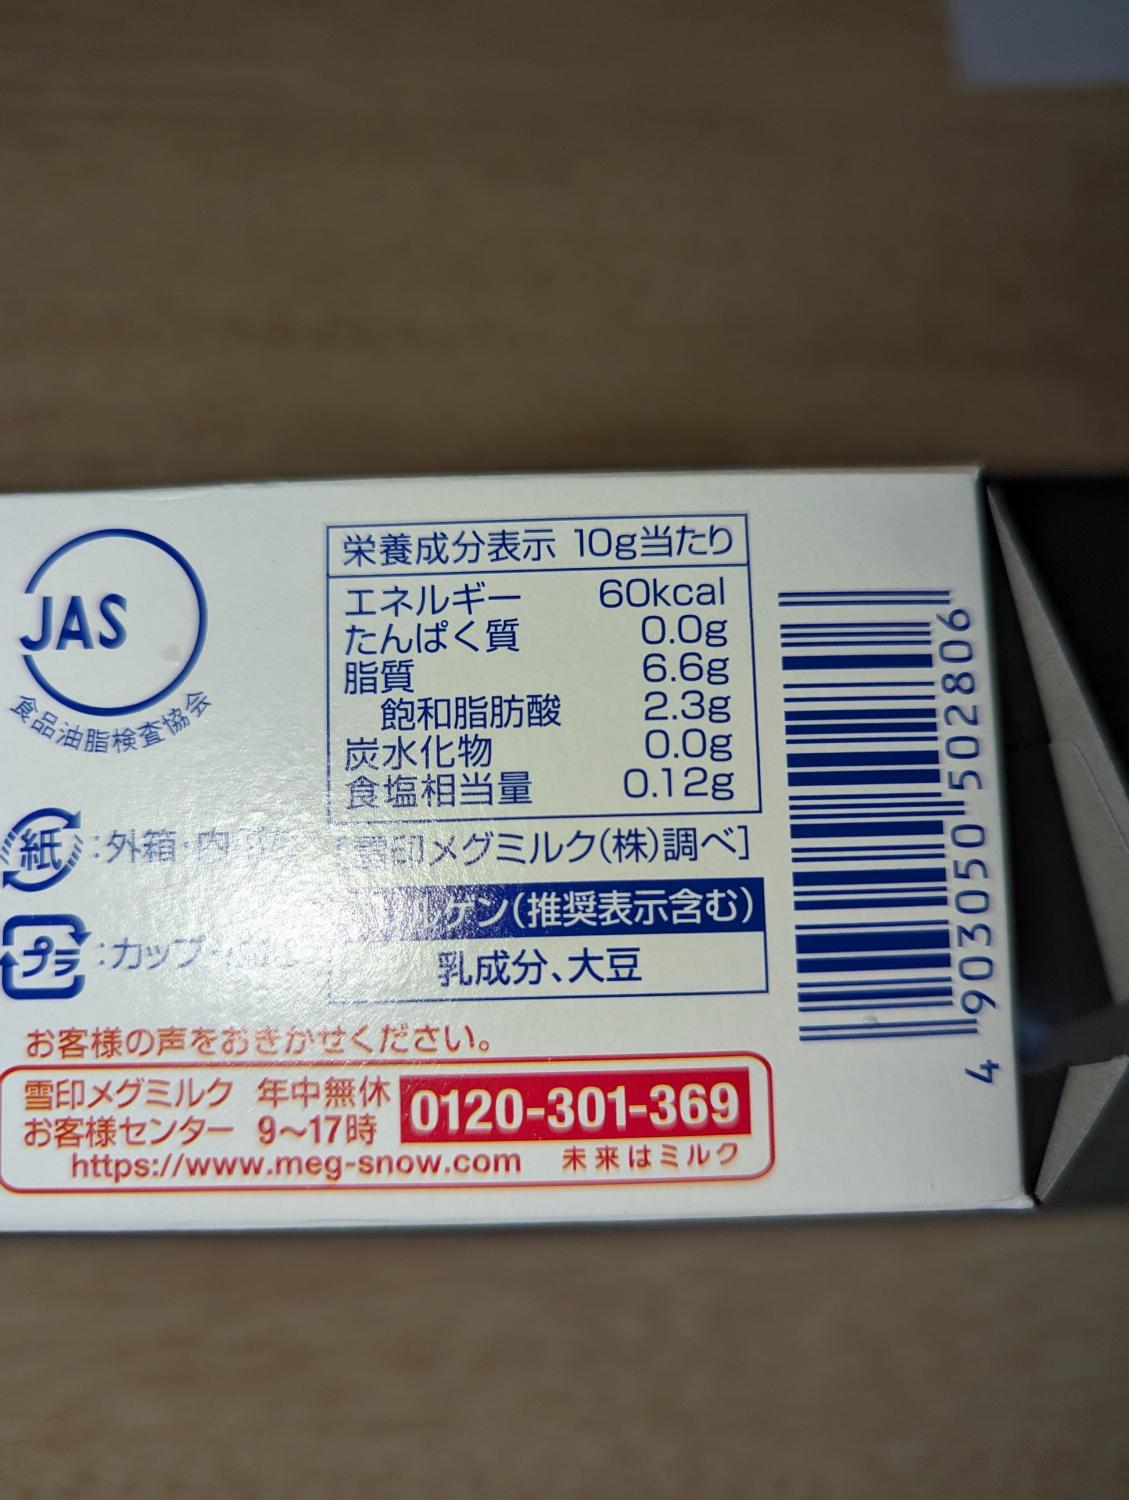 JAS
食品油脂検査協会
栄養成分表示 10g当たり
エネルギー 60kcal
たんぱく質 0.0g
脂質 6.6g
飽和脂肪酸 2.3g
炭水化物 0.0g
食塩相当量 0.12g
[雪印メグミルク(株)調べ]
アレルゲン(推奨表示含む)
乳成分、大豆
紙:外箱・内
プラ:カップ・
お客様の声をおきかせください。
雪印メグミルク 年中無休
お客様センター 9〜17時
0120-301-369
https://www.meg-snow.com 未来はミルク
4 903050 502806